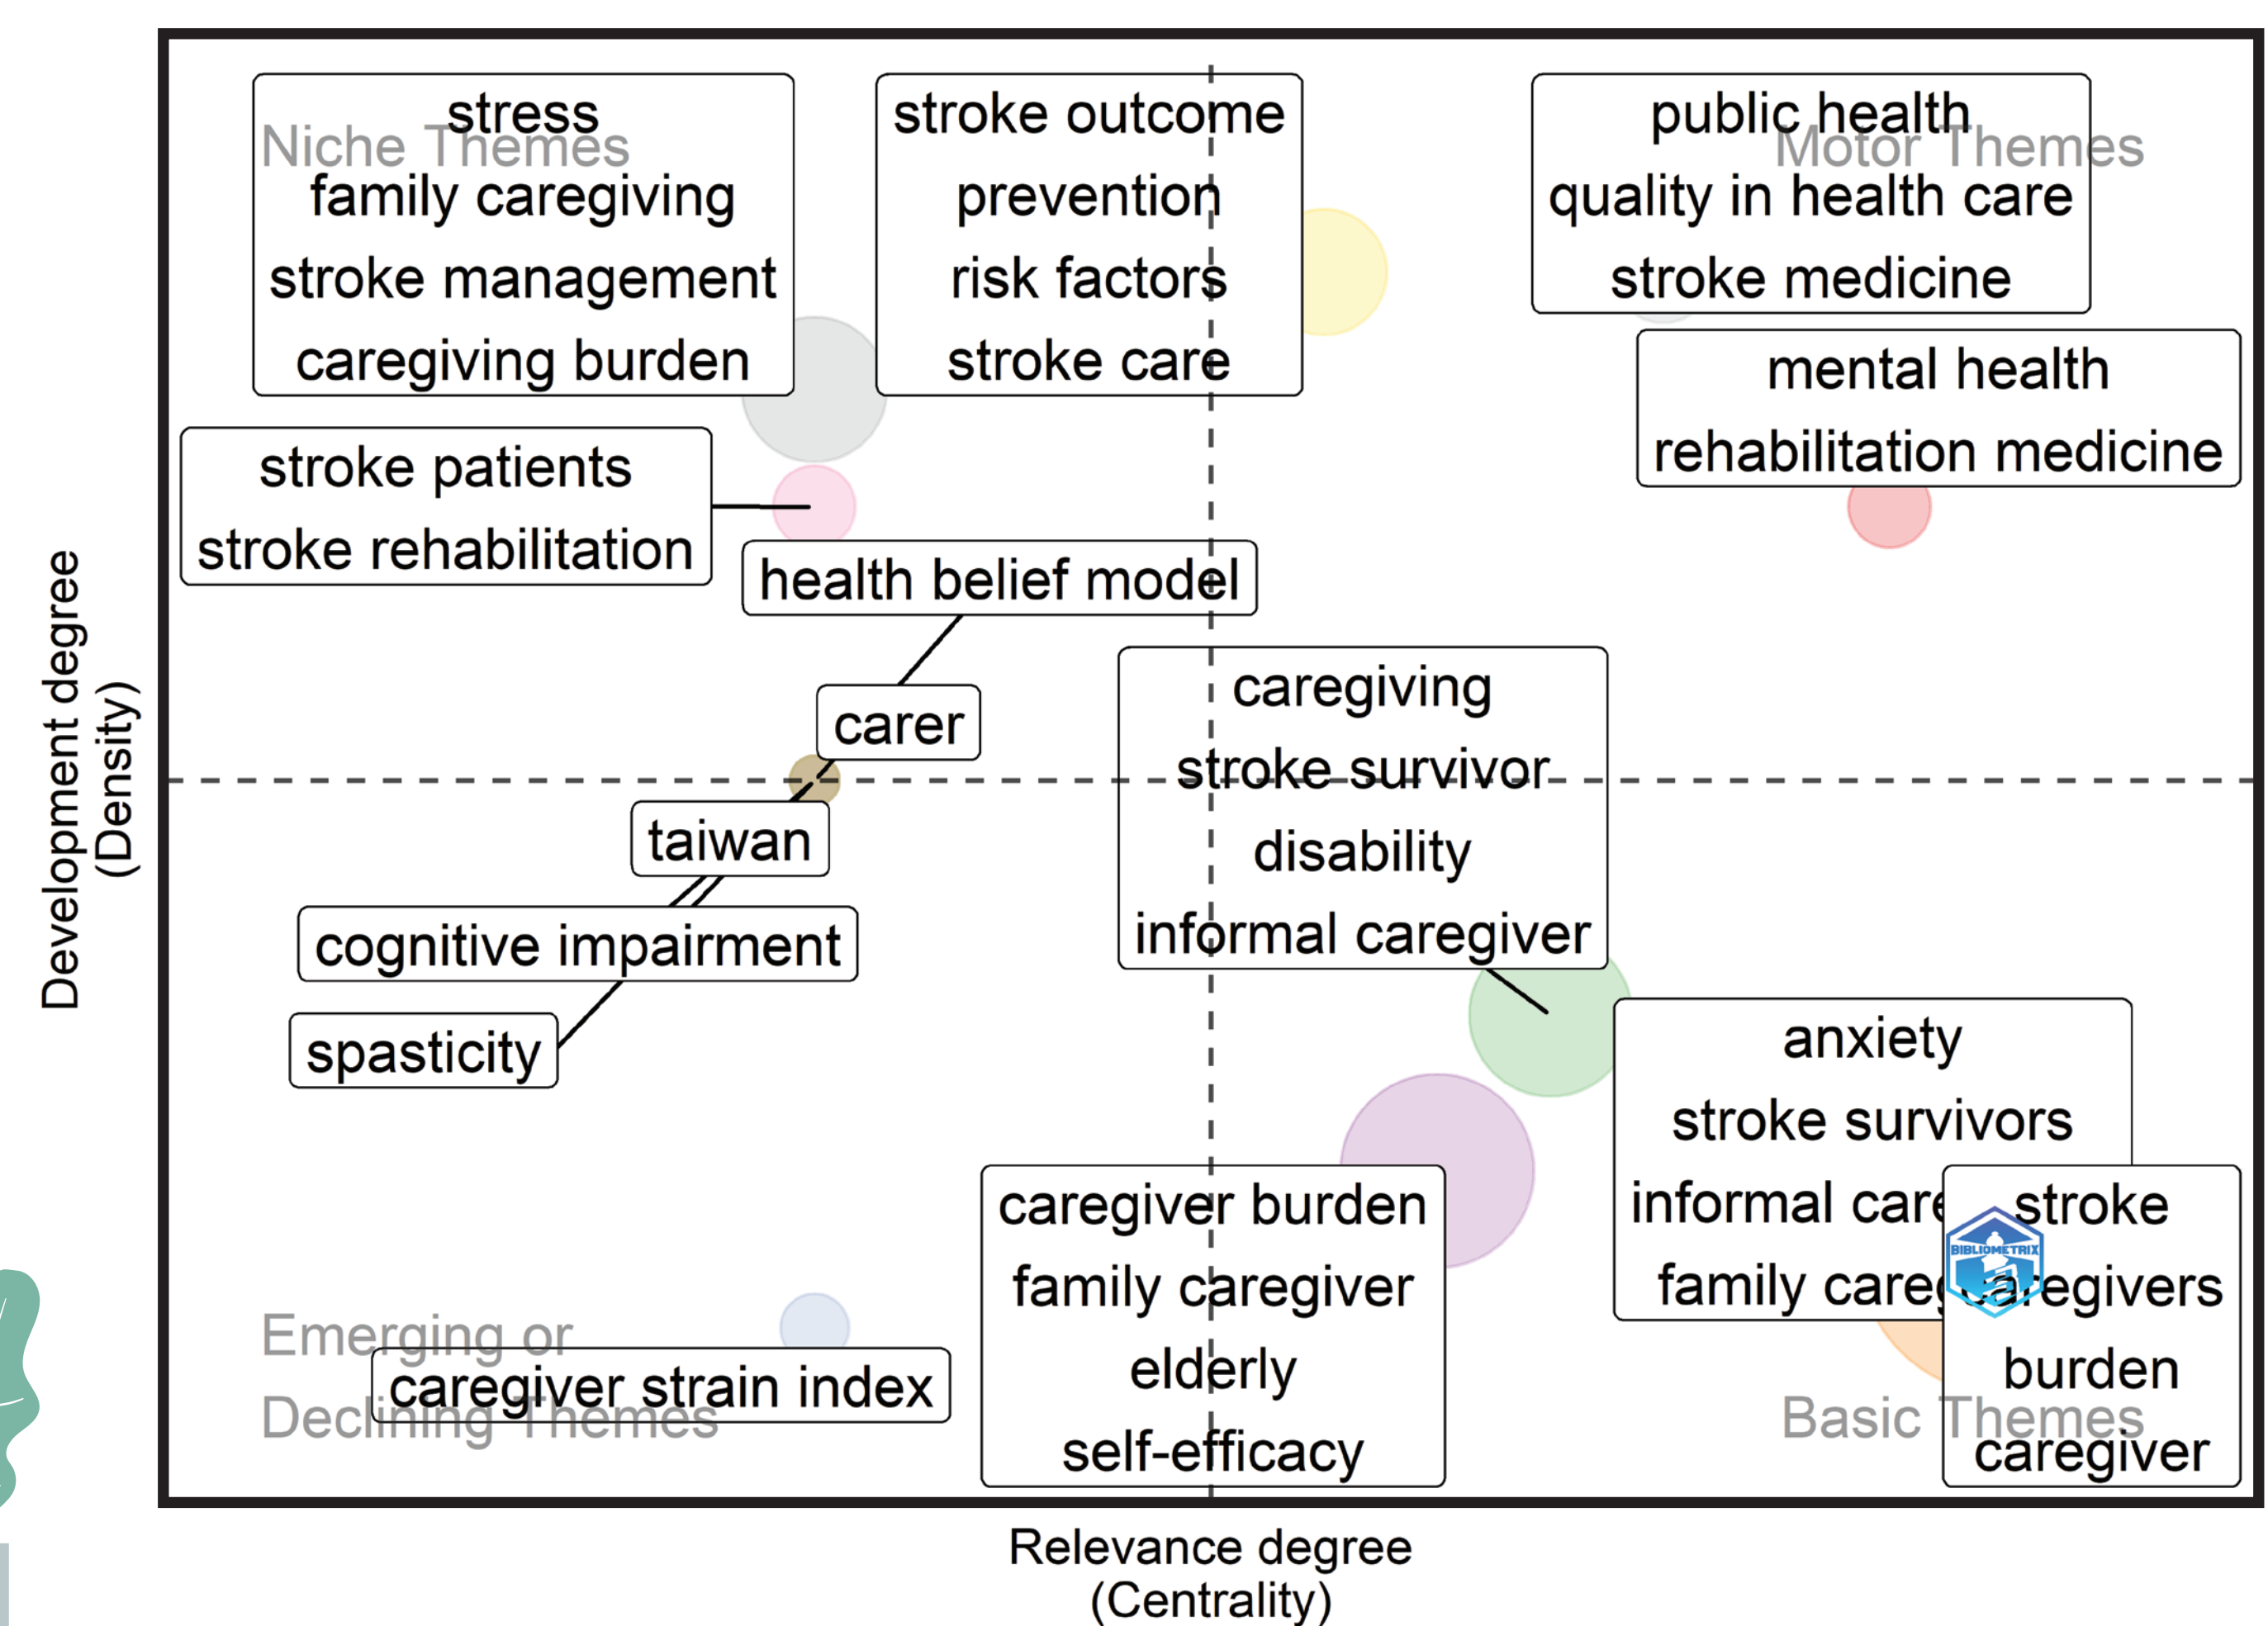 stress
Niche Themes
family caregiving
stroke management
caregiving burden
stroke outcome
prevention
risk factors
stroke care
public health
Motor Themes
quality in health care
stroke medicine
mental health
rehabilitation medicine
stroke patients
stroke rehabilitation
health belief model
carer
caregiving
stroke survivor
disability
informal caregiver
taiwan
cognitive impairment
spasticity
anxiety
stroke survivors
informal
family
stroke
BIBLIOMETRIX
caregivers
burden
caregiver
Basic Themes
caregiver burden
family caregiver
elderly
self-efficacy
Emerging or
Declining Themes
caregiver strain index
Development degree
(Density)
Relevance degree
(Centrality)